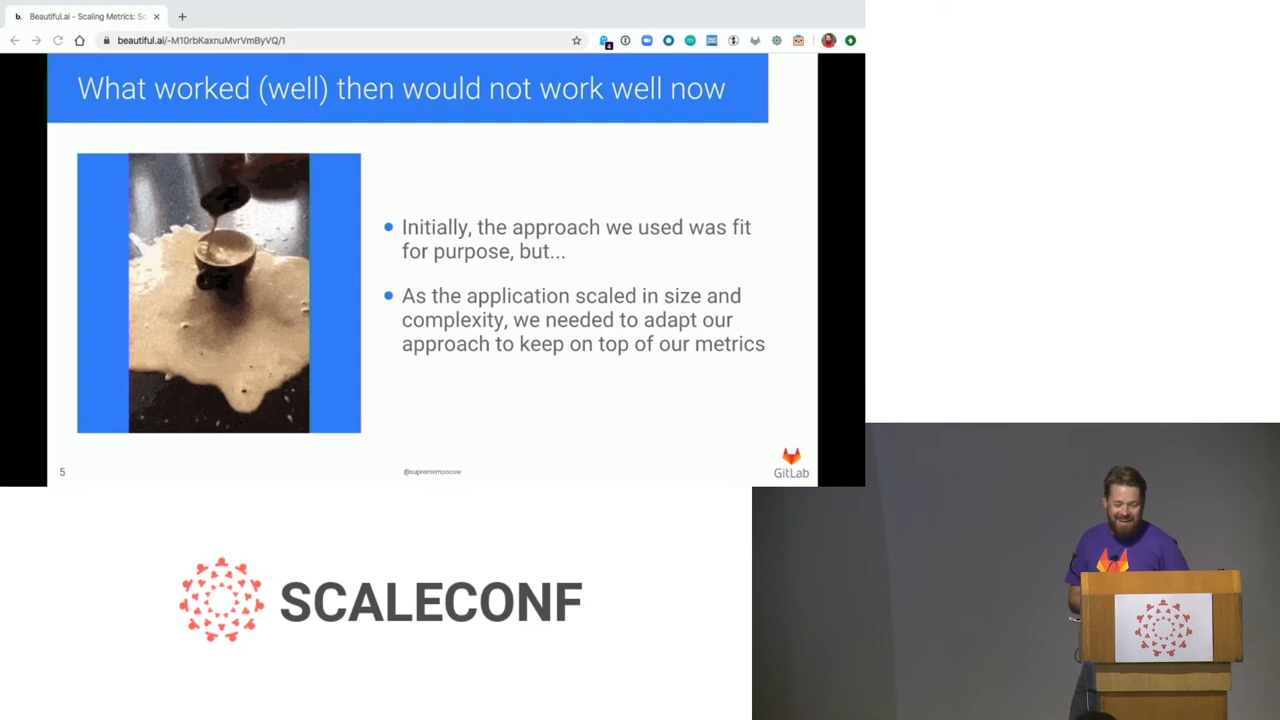 b. Beautiful.ai - Scaling Metrics: Sc
beautiful.ai/-M10rbKaxnuMvrVmByVQ/1
4
What worked (well) then would not work well now
Initially, the approach we used was fit
for purpose, but...
As the application scaled in size and
complexity, we needed to adapt our
approach to keep on top of our metrics
5
@suprememoocow
GitLab
SCALECONF